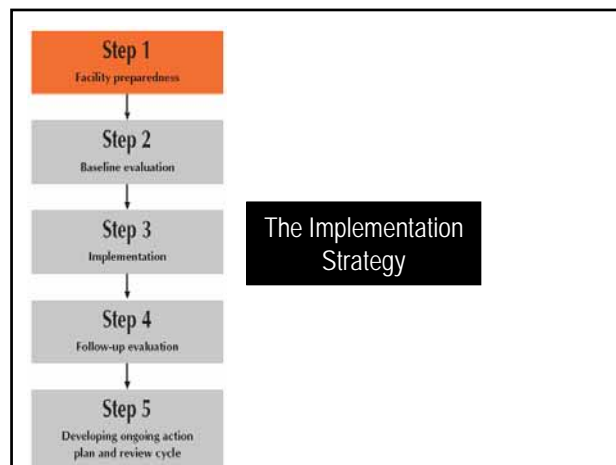 Step 1
Facility preparedness
Step 2
Baseline evaluation
Step 3
Implementation
Step 4
Follow-up evaluation
Step 5
Developing ongoing action
plan and review cycle
The Implementation
Strategy